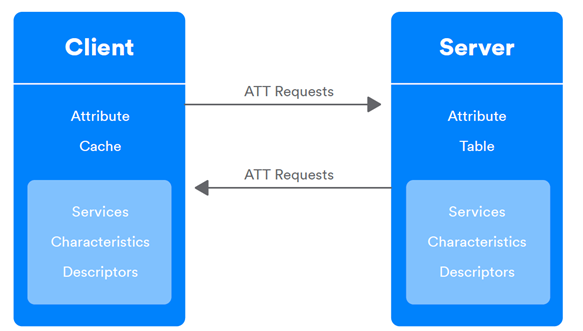 Client
Attribute
Cache
Services
Characteristics
Descriptors
ATT Requests
ATT Requests
Server
Attribute
Table
Services
Characteristics
Descriptors